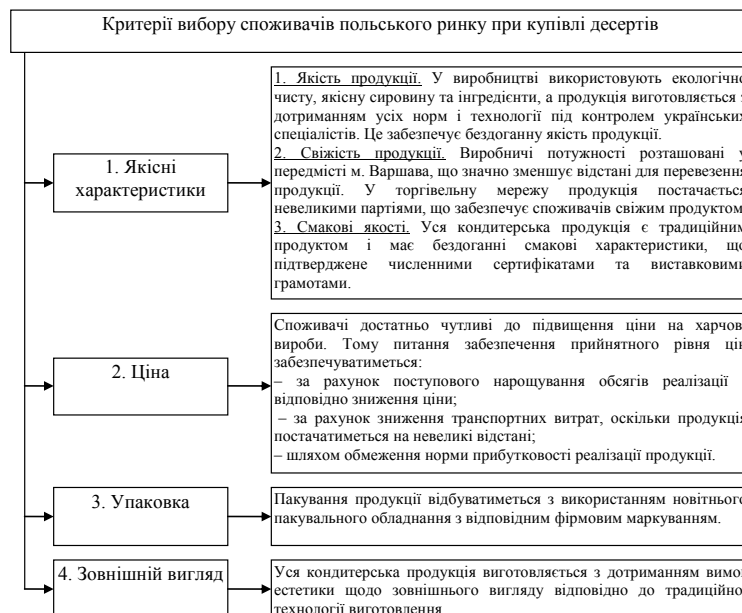 Критерії вибору споживачів польського ринку при купівлі десертів
1. Якісні
характеристики
1. Якість продукції. У виробництві використовують екологічно
чисту, якісну сировину та інгредієнти, а продукція виготовляється з
дотриманням усіх норм і технології під контролем українських
спеціалістів. Це забезпечує бездоганну якість продукції.
2. Свіжість продукції. Виробничі потужності розташовані у
передмісті м. Варшава, що значно зменшує відстані для перевезення
продукції. У торгівельну мережу продукція постачається
невеликими партіями, що забезпечує споживачів свіжим продуктом
3. Смакові якості. Уся кондитерська продукція є традиційним
продуктом і має бездоганні смакові характеристики, що
підтверджене численними сертифікатами та виставковими
грамотами.
2. Ціна
Споживачі достатньо чутливі до підвищення ціни на харчові
вироби. Тому питання забезпечення прийнятного рівня цін
забезпечуватиметься:
– за рахунок поступового нарощування обсягів реалізації
відповідно зниження ціни;
– за рахунок зниження транспортних витрат, оскільки продукція
постачатиметься на невеликі відстані;
– шляхом обмеження норми прибутковості реалізації продукції.
3. Упаковка
Пакування продукції відбуватиметься з використанням новітнього
пакувального обладнання з відповідним фірмовим маркуванням.
4. Зовнішній вигляд
Уся кондитерська продукція виготовляється з дотриманням вимог
естетики щодо зовнішнього вигляду відповідно до традиційної
технології виготовлення